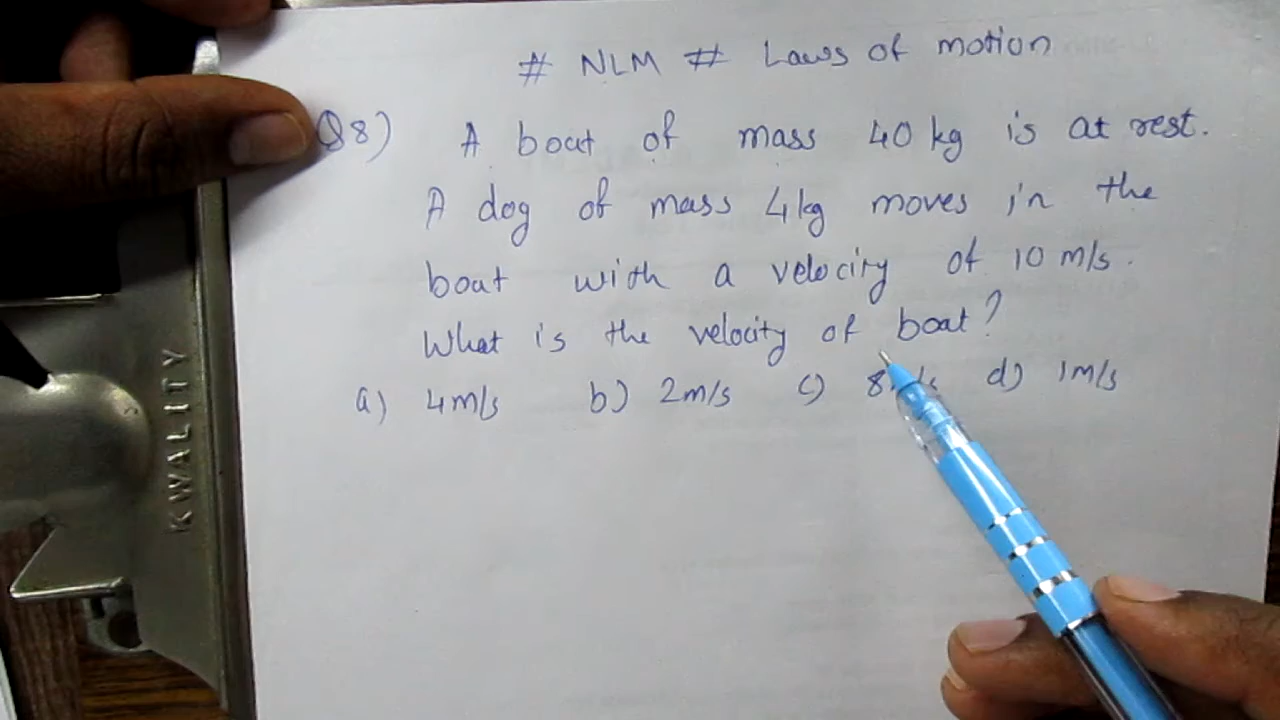 # NLM # Laws of motion
Q8) A boat of mass 40 kg is at rest.
A dog of mass 4kg moves in the
boat with a velocity of 10 m/s.
What is the velocity of boat?
a) 4m/s b) 2m/s c) 8m/s d) 1m/s
KWALITY